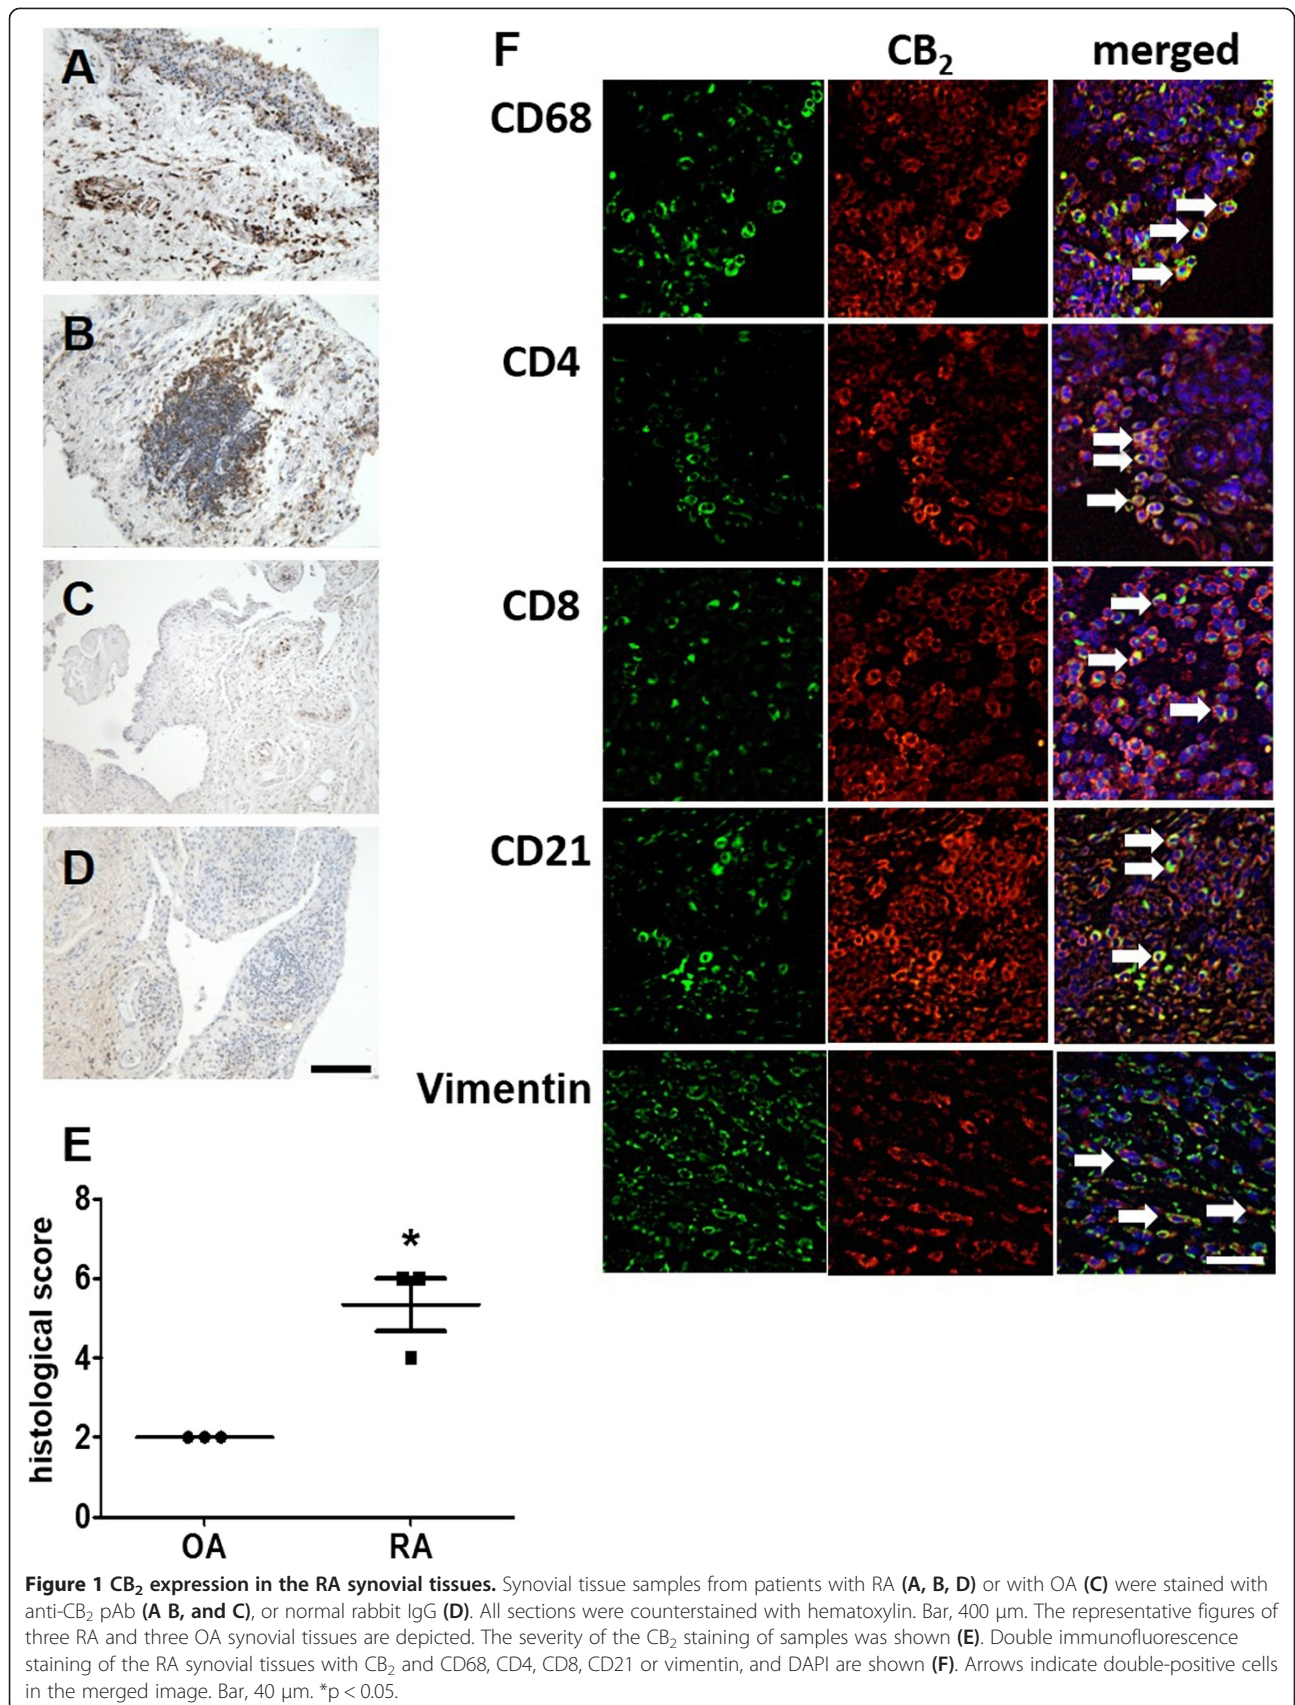 A
B
C
D
F
CB₂
merged
CD68
CD4
CD8
CD21
Vimentin
E
histological score
8
6
4
2
0
*
OA
RA
Figure 1 CB₂ expression in the RA synovial tissues. Synovial tissue samples from patients with RA (A, B, D) or with OA (C) were stained with
anti-CB₂ pAb (A B, and C), or normal rabbit IgG (D). All sections were counterstained with hematoxylin. Bar, 400 μm. The representative figures of
three RA and three OA synovial tissues are depicted. The severity of the CB₂ staining of samples was shown (E). Double immunofluorescence
staining of the RA synovial tissues with CB₂ and CD68, CD4, CD8, CD21 or vimentin, and DAPI are shown (F). Arrows indicate double-positive cells
in the merged image. Bar, 40 μm. *p < 0.05.